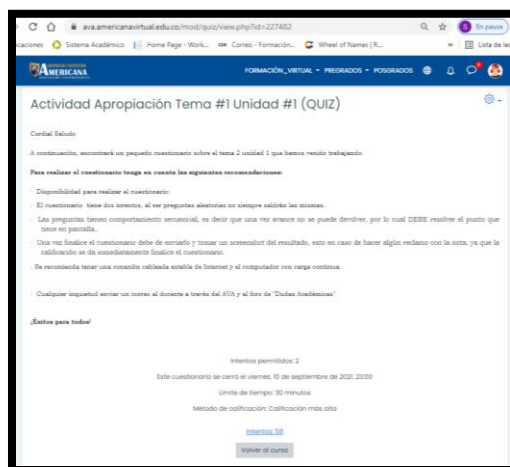 ava.americanavirtual.edu.co/mod/quiz/view.php?id=227482
En pausa
caciones Sistema Académico Home Page - Work... Correo - Formación... Wheel of Names | R... » Lista de lec
AMERICANA
FORMACIÓN_VIRTUAL PREGRADOS POSGRADOS
Actividad Apropiación Tema #1 Unidad #1 (QUIZ)
Cordial Saludo
A continuación, encontrará un pequeño cuestionario sobre el tema 2 unidad 1 que hemos venido trabajando.
Para realizar el cuestionario tenga en cuenta las siguientes recomendaciones:
· Disponibilidad para realizar el cuestionario:
· El cuestionario tiene dos intentos, al ser preguntas aleatorias no siempre saldrán las mismas.
· Las preguntas tienen comportamiento secuencial, es decir que una vez avance no se puede devolver, por lo cual DEBE resolver el punto que
tiene en pantalla..
· Una vez finalice el cuestionario debe de enviarlo y tomar un screenshot del resultado, esto en caso de hacer algún reclamo con la nota, ya que la
calificación se da inmediatamente finalice el cuestionario.
. Se recomienda tener una conexión cableada estable de Internet y el computador con carga continua.
· Cualquier inquietud enviar un correo al docente a través del AVA y al foro de "Dudas Académicas"
¡Éxitos para todos!
Intentos permitidos: 2
Este cuestionario se cerró el viernes, 10 de septiembre de 2021, 23:00
Límite de tiempo: 30 minutos
Método de calificación: Calificación más alta
Intentos: 59
Volver al curso